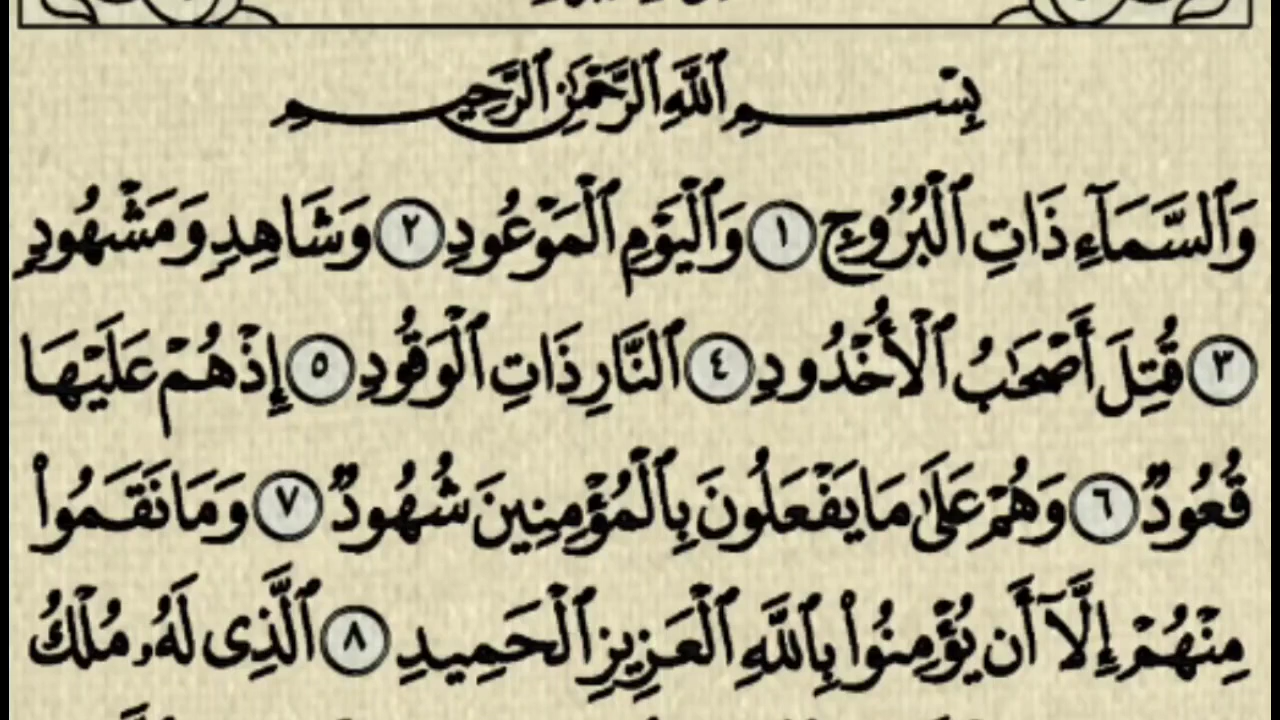 بِسْمِ ٱللَّهِ ٱلرَّحْمَٰنِ ٱلرَّحِيمِ
وَٱلسَّمَآءِ ذَاتِ ٱلْبُرُوجِ ١ وَٱلْيَوْمِ ٱلْمَوْعُودِ ٢ وَشَاهِدٍ وَمَشْهُودٍ
٣ قُتِلَ أَصْحَٰبُ ٱلْأُخْدُودِ ٤ ٱلنَّارِ ذَاتِ ٱلْوَقُودِ ٥ إِذْ هُمْ عَلَيْهَا
قُعُودٌ ٦ وَهُمْ عَلَىٰ مَا يَفْعَلُونَ بِٱلْمُؤْمِنِينَ شُهُودٌ ٧ وَمَا نَقَمُوا۟
مِنْهُمْ إِلَّآ أَن يُؤْمِنُوا۟ بِٱللَّهِ ٱلْعَزِيزِ ٱلْحَمِيدِ ٨ ٱلَّذِى لَهُۥ مُلْكُ